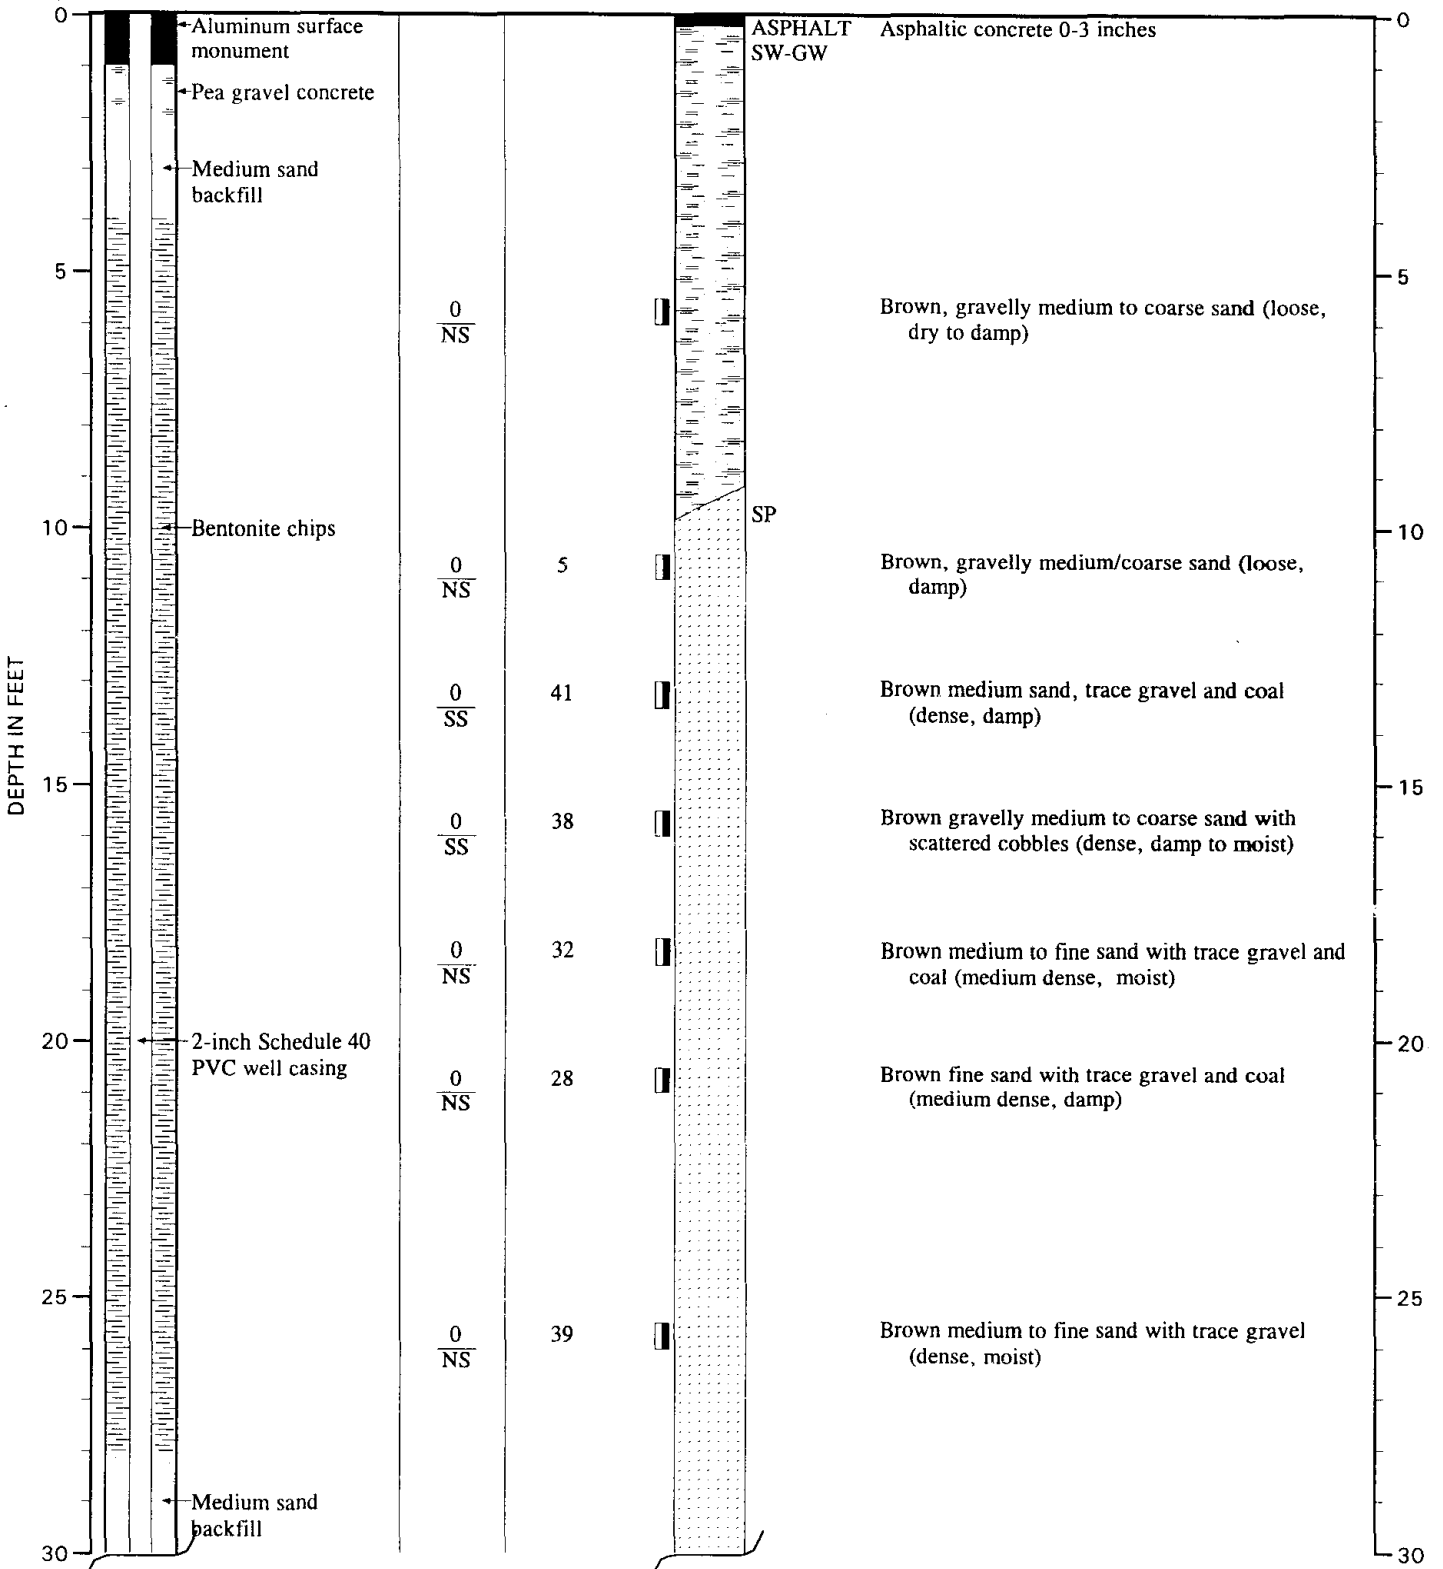 0
Aluminum surface
monument
ASPHALT
SW-GW
Asphaltic concrete 0-3 inches
0
Pea gravel concrete
Medium sand
backfill
5
5
0
NS
Brown, gravelly medium to coarse sand (loose,
dry to damp)
SP
10
Bentonite chips
10
0
NS
5
Brown, gravelly medium/coarse sand (loose,
damp)
DEPTH IN FEET
0
SS
41
Brown medium sand, trace gravel and coal
(dense, damp)
15
15
0
SS
38
Brown gravelly medium to coarse sand with
scattered cobbles (dense, damp to moist)
0
NS
32
Brown medium to fine sand with trace gravel and
coal (medium dense, moist)
20
2-inch Schedule 40
PVC well casing
20
0
NS
28
Brown fine sand with trace gravel and coal
(medium dense, damp)
25
25
0
NS
39
Brown medium to fine sand with trace gravel
(dense, moist)
Medium sand
backfill
30
30